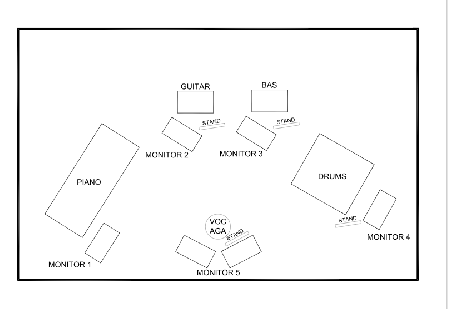 GUITAR
BAS
STAND
STAND
MONITOR 2
MONITOR 3
PIANO
DRUMS
STAND
VOC
AGA
STAND
MONITOR 4
MONITOR 1
MONITOR 5